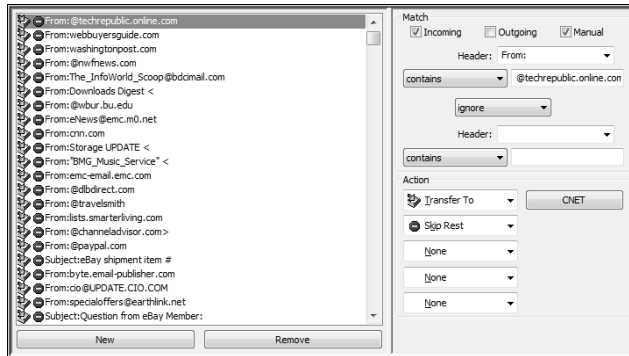 From: @techrepublic.online.com
From:webbuyersguide.com
From:washingtonpost.com
From: @nwfnews.com
From:The_InfoWorld_Scoop@bdcimail.com
From:Downloads Digest <
From: @wbur.bu.edu
From:eNews@emc.m0.net
From:cnn.com
From:Storage UPDATE <
From:"BMG_Music_Service" <
From:emc-email.emc.com
From: @dlbdirect.com
From: @travelsmith
From:lists.smarterliving.com
From: @channeladvisor.com>
From: @paypal.com
Subject:eBay shipment item #
From:byte.email-publisher.com
From:cio@UPDATE.CIO.COM
From:specialoffers@earthlink.net
Subject:Question from eBay Member:
New Remove
Match
Incoming Outgoing Manual
Header: From:
contains @techrepublic.online.com
ignore
Header:
contains
Action
Transfer To CNET
Skip Rest
None
None
None